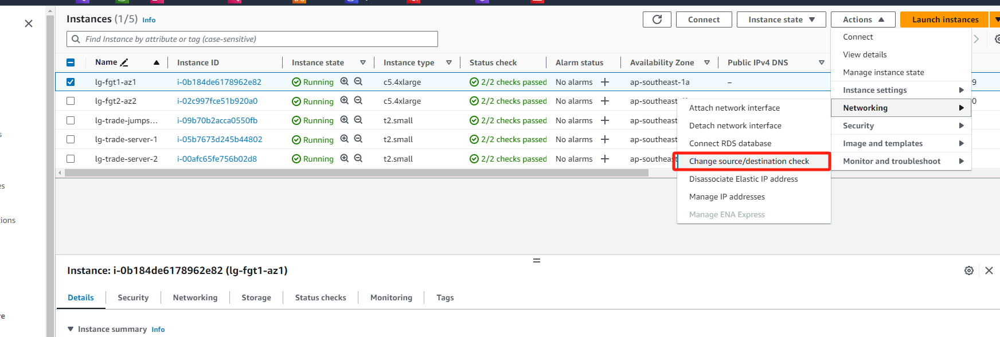 Instances (1/5) Info
Connect
Instance state
Actions
Launch instances
Find Instance by attribute or tag (case-sensitive)
Name
Instance ID
Instance state
Instance type
Status check
Alarm status
Availability Zone
Public IPv4 DNS
lg-fgt1-az1 i-0b184de6178962e82 Running c5.4xlarge 2/2 checks passed No alarms ap-southeast-1a – 9
lg-fgt2-az2 i-02c997fce51b920a0 Running c5.4xlarge 2/2 checks passed No alarms ap-southeast- 0
lg-trade-jumps... i-09b70b2acca0550fb Running t2.small 2/2 checks passed No alarms ap-southeast
lg-trade-server-1 i-05b7673d245b44802 Running t2.small 2/2 checks passed No alarms ap-southeast
lg-trade-server-2 i-00afc65fe756b02d8 Running t2.small 2/2 checks passed No alarms ap-southeast
Connect
View details
Manage instance state
Instance settings
Networking
Security
Image and templates
Monitor and troubleshoot
Attach network interface
Detach network interface
Connect RDS database
Change source/destination check
Disassociate Elastic IP address
Manage IP addresses
Manage ENA Express
s
es
ions
re
Instance: i-0b184de6178962e82 (lg-fgt1-az1)
Details
Security
Networking
Storage
Status checks
Monitoring
Tags
Instance summary Info